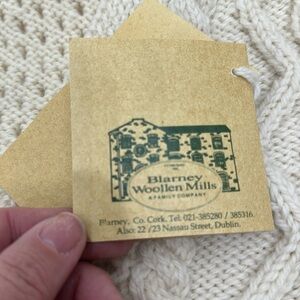 Blarney
Woollen Mills
A FAMILY COMPANY
Blarney, Co. Cork. Tel. 021-385280 / 385316.
Also: 22 /23 Nassau Street, Dublin.